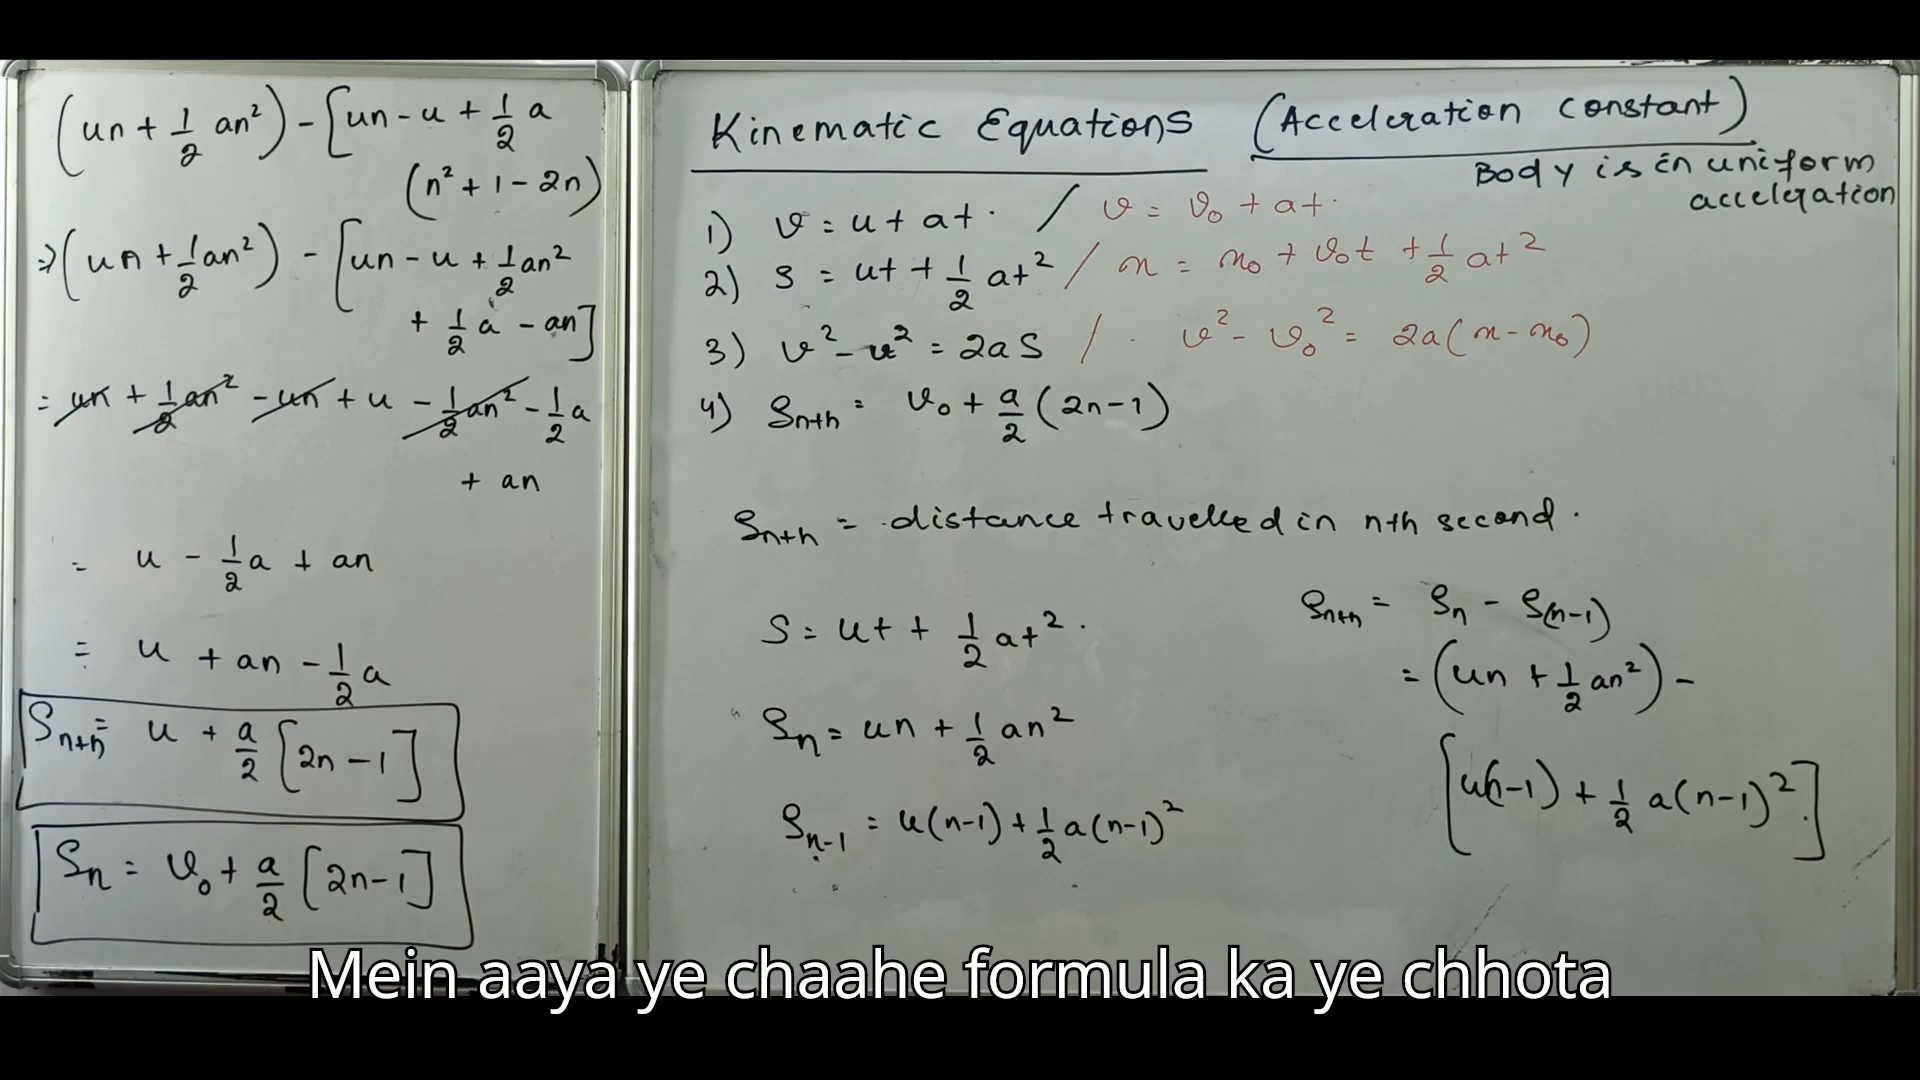 (un + 1/2 an²) - [un - u + 1/2 a
(n² + 1 - 2n)
⇒ (un + 1/2 an²) - [un - u + 1/2 an²
+ 1/2 a - an]
= un + 1/2 an² - un + u - 1/2 an² - 1/2 a
+ an
= u - 1/2 a + an
= u + an - 1/2 a
Snth = u + a/2 [2n - 1]
Sn = v₀ + a/2 [2n - 1]
Kinematic Equations (Acceleration constant)
Body is in uniform
acceleration
1) v = u + at. / v = v₀ + at.
2) S = ut + 1/2 at² / x = x₀ + v₀t + 1/2 at²
3) v² - u² = 2aS / v² - v₀² = 2a(x - x₀)
4) Snth = v₀ + a/2 (2n - 1)
Snth = distance travelled in nth second.
S = ut + 1/2 at².
Sn = un + 1/2 an²
Sn-1 = u(n-1) + 1/2 a(n-1)²
Snth = Sn - S(n-1)
= (un + 1/2 an²) -
[u(n-1) + 1/2 a(n-1)²]
Mein aaya ye chaahe formula ka ye chhota